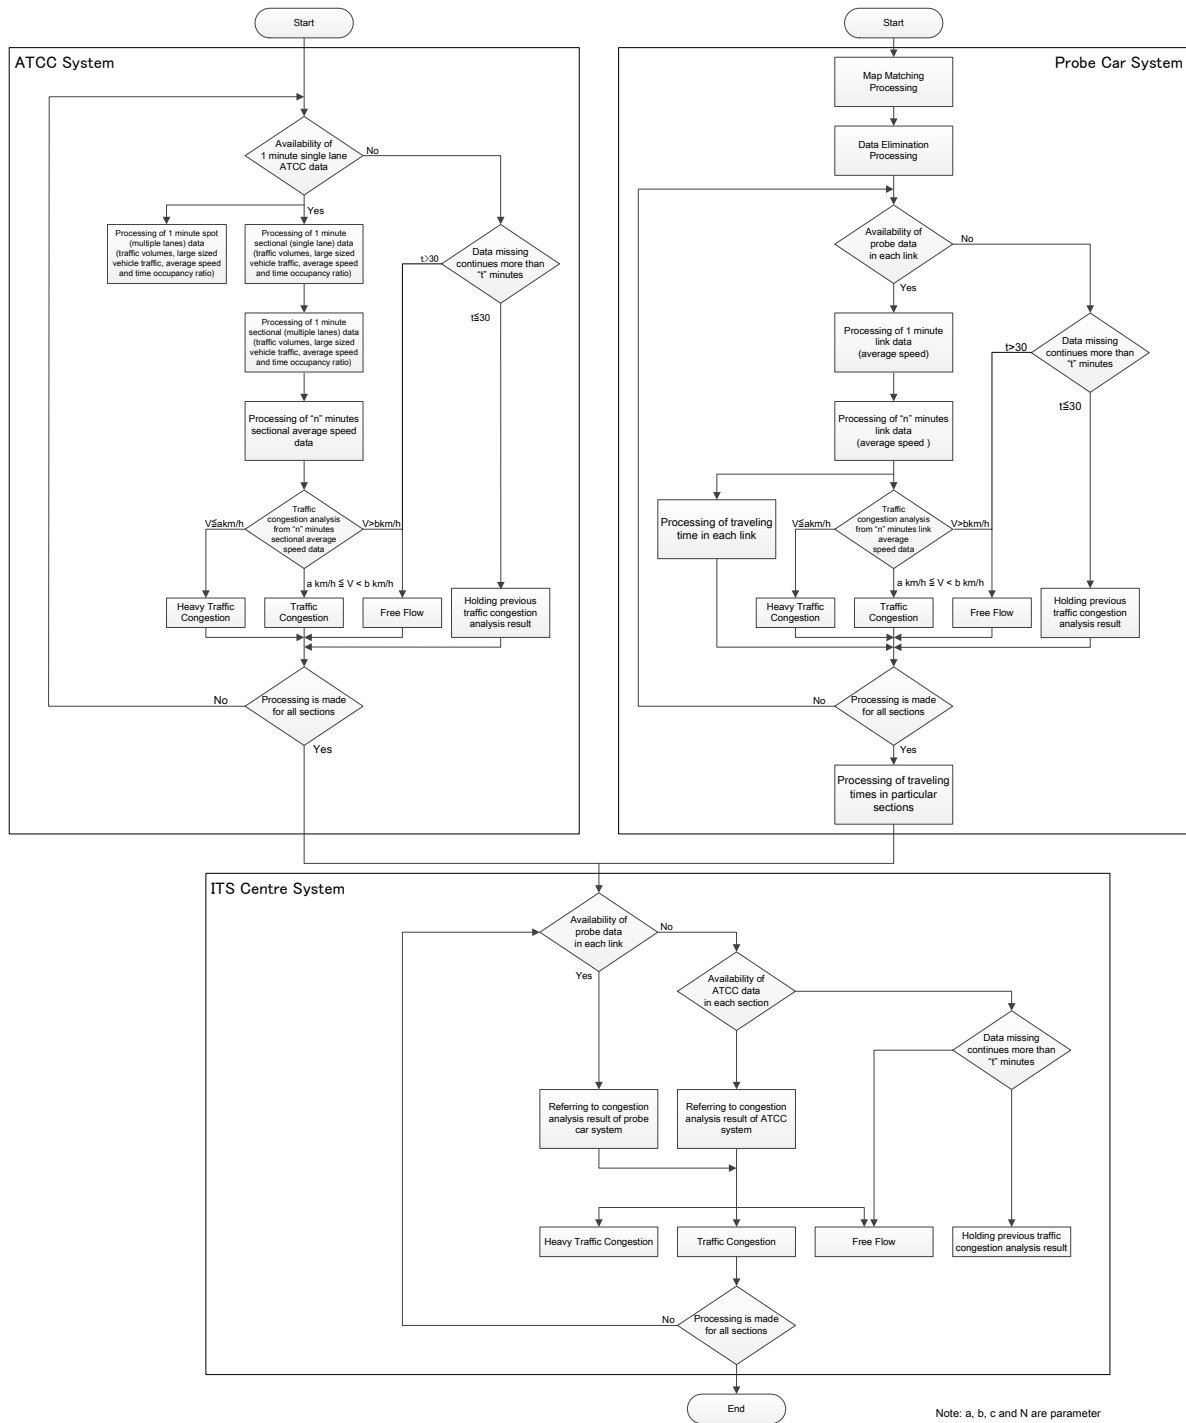 Start
ATCC System
Availability of
1 minute single lane
ATCC data
No
Yes
Processing of 1 minute spot
(multiple lanes) data
(traffic volumes, large sized
vehicle traffic, average speed
and time occupancy ratio)
Processing of 1 minute
sectional (single lane) data
(traffic volumes, large sized
vehicle traffic, average speed
and time occupancy ratio)
Data missing
continues more than
“t” minutes
t>30
t≦30
Processing of 1 minute
sectional (multiple lanes) data
(traffic volumes, large sized
vehicle traffic, average speed
and time occupancy ratio)
Processing of “n” minutes
sectional average speed
data
Traffic
congestion analysis
from “n” minutes
sectional average
speed data
V≦akm/h
V>bkm/h
a km/h ≦ V < b km/h
Heavy Traffic
Congestion
Traffic
Congestion
Free Flow
Holding previous
traffic congestion
analysis result
Processing is made
for all sections
No
Yes
Start
Probe Car System
Map Matching
Processing
Data Elimination
Processing
Availability of
probe data
in each link
No
Yes
Processing of 1 minute
link data
(average speed)
Data missing
continues more than
“t” minutes
t>30
t≦30
Processing of “n” minutes
link data
(average speed )
Processing of traveling
time in each link
Traffic
congestion analysis
from “n” minutes link
average
speed data
V≦akm/h
V>bkm/h
a km/h ≦ V < b km/h
Heavy Traffic
Congestion
Traffic
Congestion
Free Flow
Holding previous
traffic congestion
analysis result
Processing is made
for all sections
No
Yes
Processing of traveling
times in particular
sections
ITS Centre System
Availability of
probe data
in each link
No
Yes
Availability of
ATCC data
in each section
Data missing
continues more than
“t” minutes
Referring to congestion
analysis result of probe
car system
Referring to congestion
analysis result of ATCC
system
Heavy Traffic Congestion
Traffic Congestion
Free Flow
Holding previous traffic
congestion analysis result
Processing is made
for all sections
No
End
Note: a, b, c and N are parameter